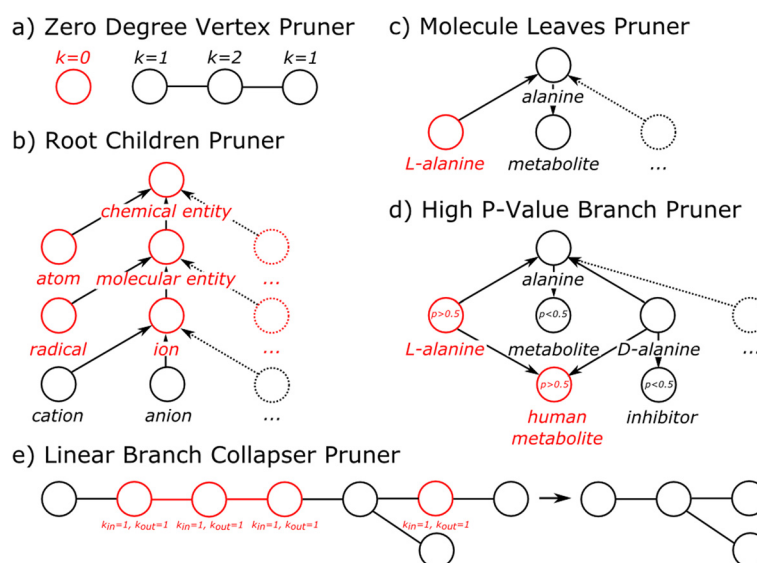 a) Zero Degree Vertex Pruner
k=0 k=1 k=2 k=1
b) Root Children Pruner
chemical entity
atom molecular entity ...
radical ion ...
cation anion ...
c) Molecule Leaves Pruner
alanine
L-alanine metabolite ...
d) High P-Value Branch Pruner
alanine
p>0.5 p<0.5
L-alanine metabolite D-alanine ...
p>0.5 p<0.5
human inhibitor
metabolite
e) Linear Branch Collapser Pruner
kin=1, kout=1 kin=1, kout=1 kin=1, kout=1 kin=1, kout=1